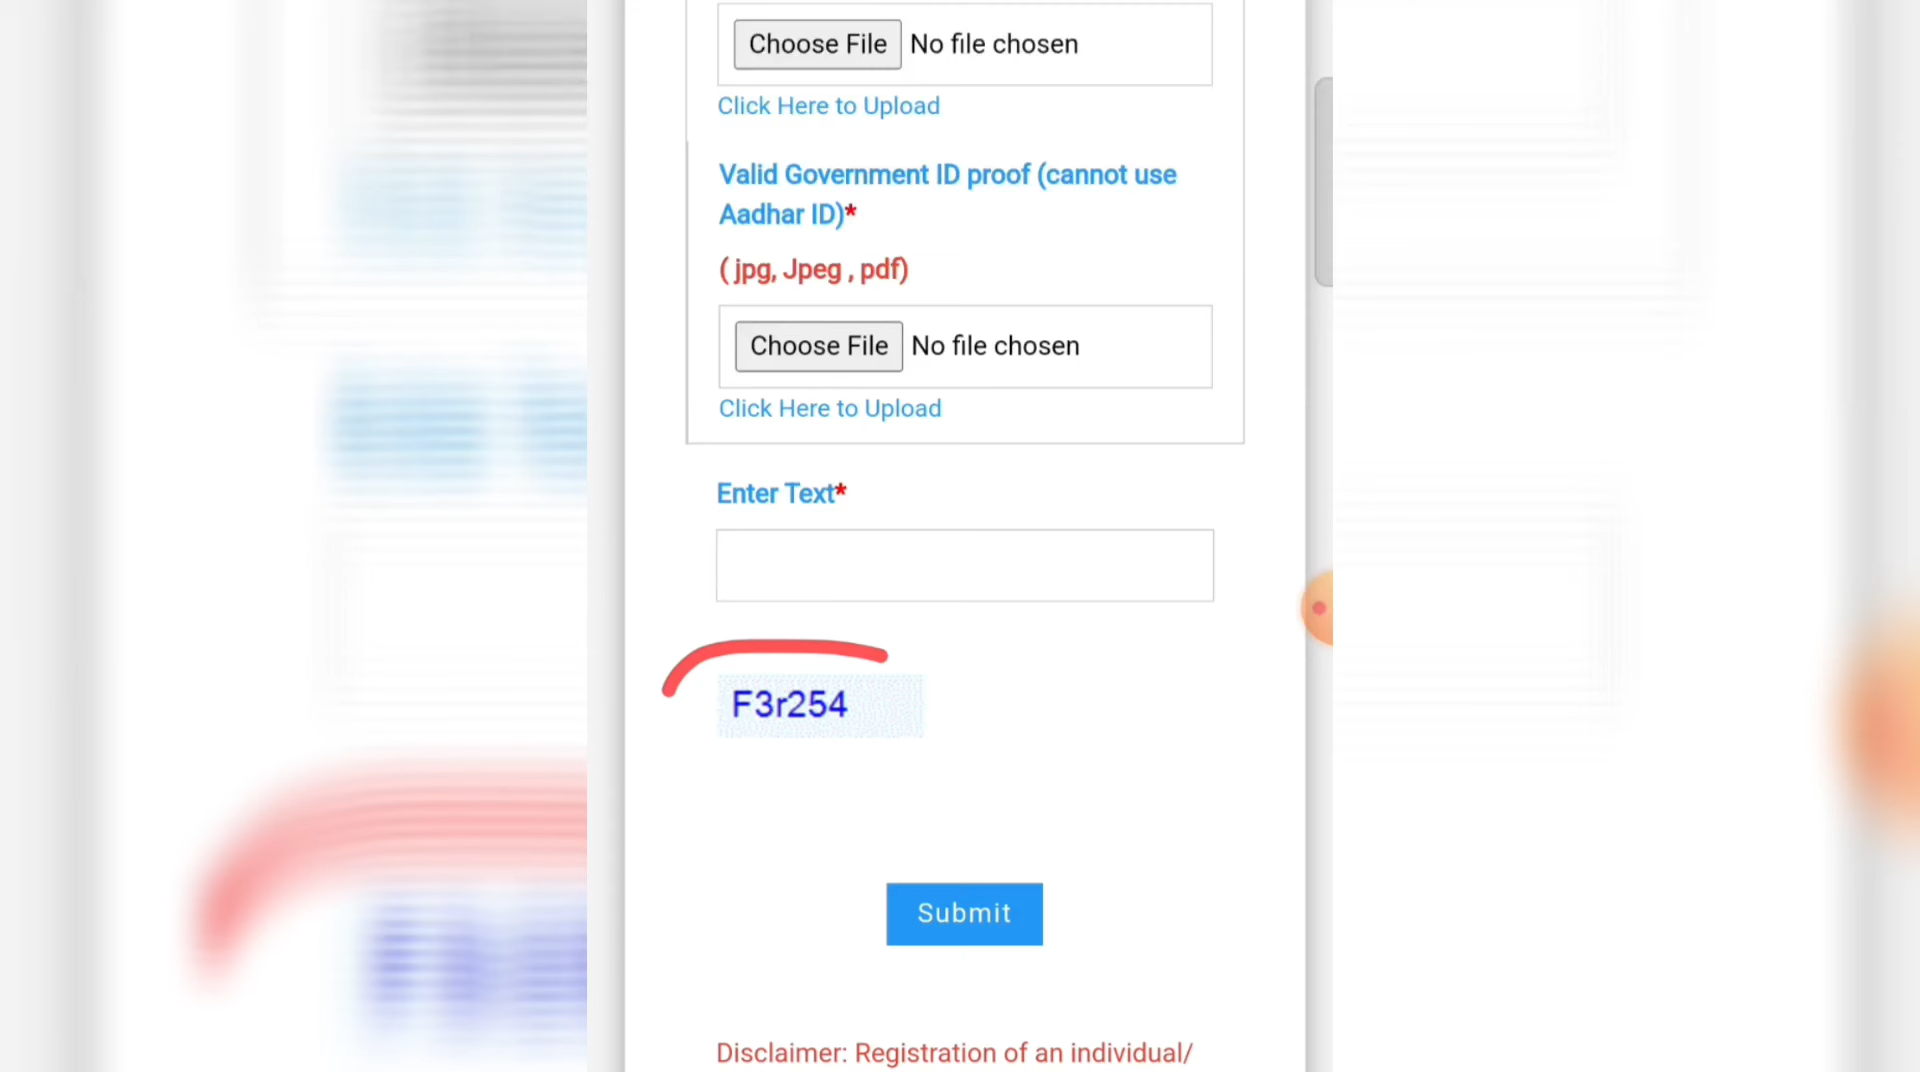 Choose File No file chosen
Click Here to Upload
Valid Government ID proof (cannot use
Aadhar ID)*
( jpg, Jpeg , pdf)
Choose File No file chosen
Click Here to Upload
Enter Text*
F3r254
Submit
Disclaimer: Registration of an individual/